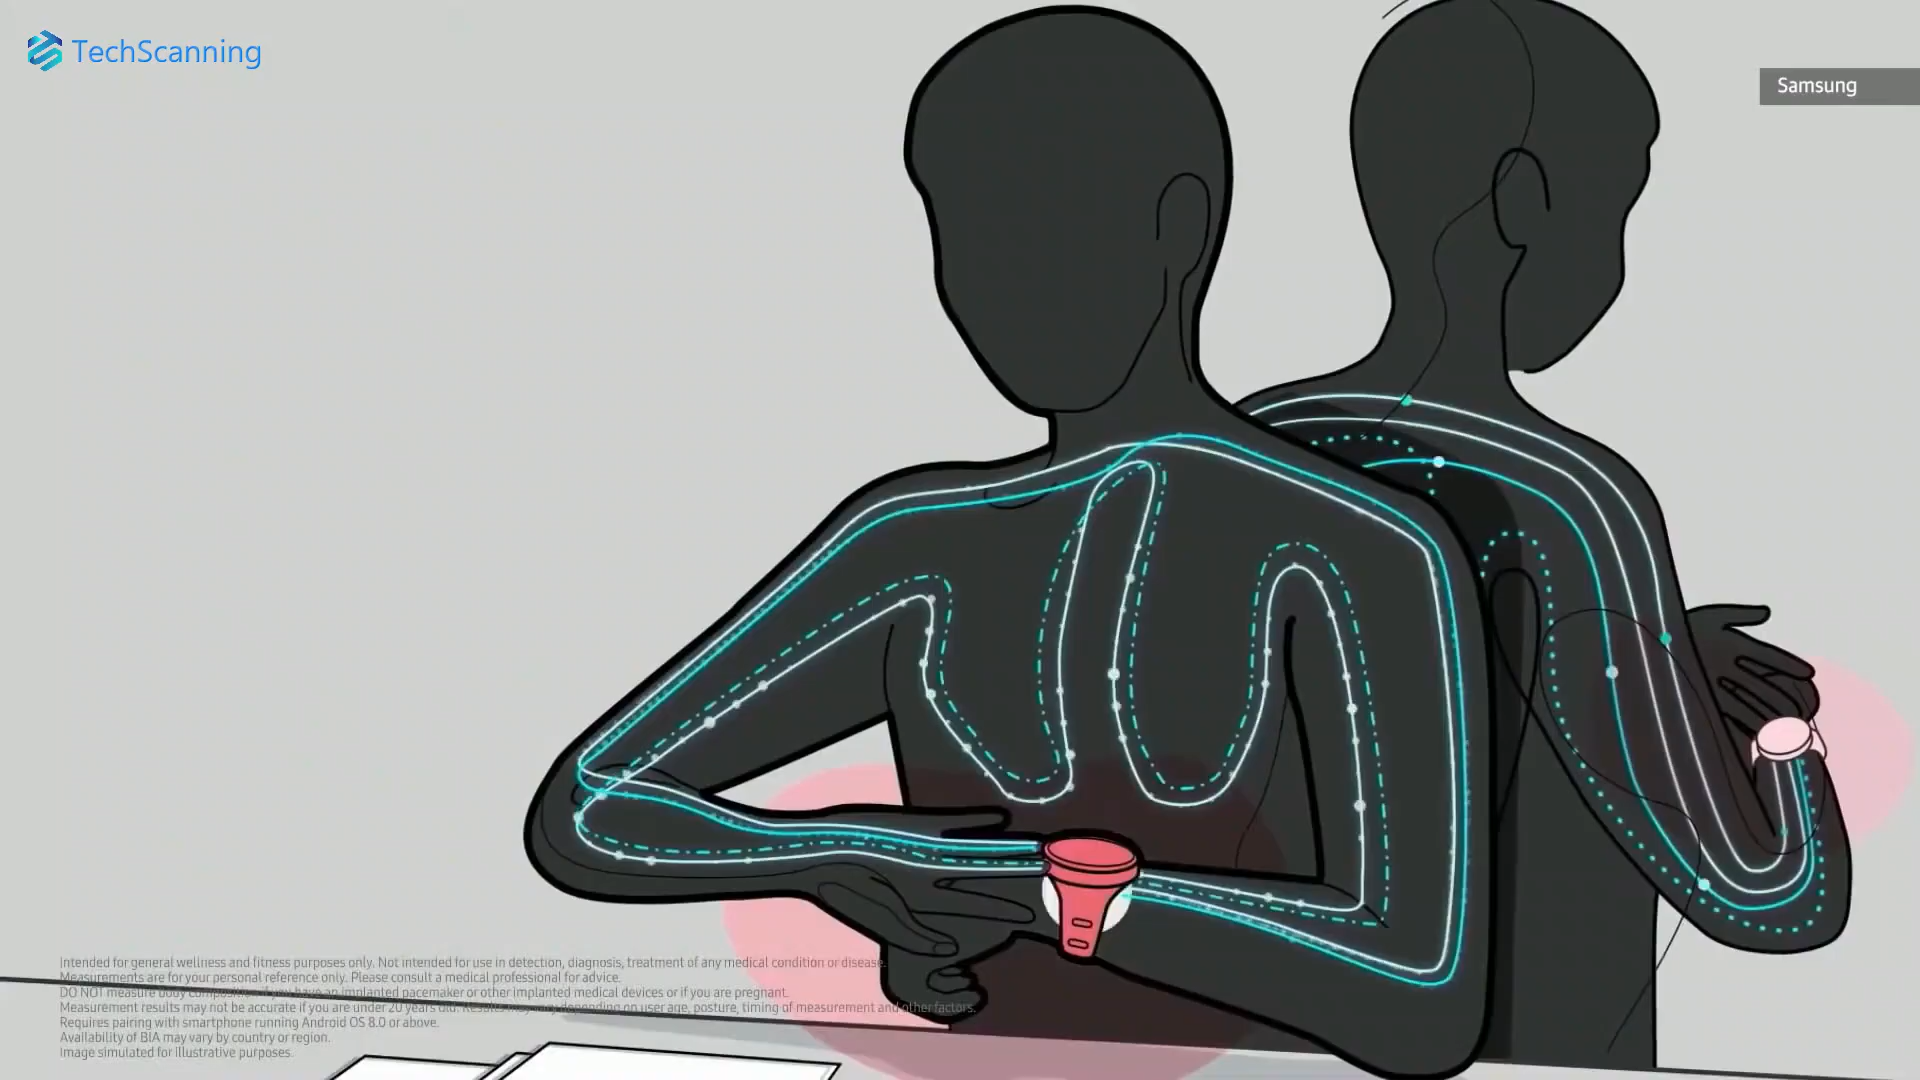 TechScanning
Samsung
Intended for general wellness and fitness purposes only. Not intended for use in detection, diagnosis, treatment of any medical condition or disease.
Measurements are for your personal reference only. Please consult a medical professional for advice.
DO NOT measure body composition if you have an implanted pacemaker or other implanted medical devices or if you are pregnant.
Measurement results may not be accurate if you are under 20 years old. Results may vary depending on user age, posture, timing of measurement and other factors.
Requires pairing with smartphone running Android OS 8.0 or above.
Availability of BIA may vary by country or region.
Image simulated for illustrative purposes.